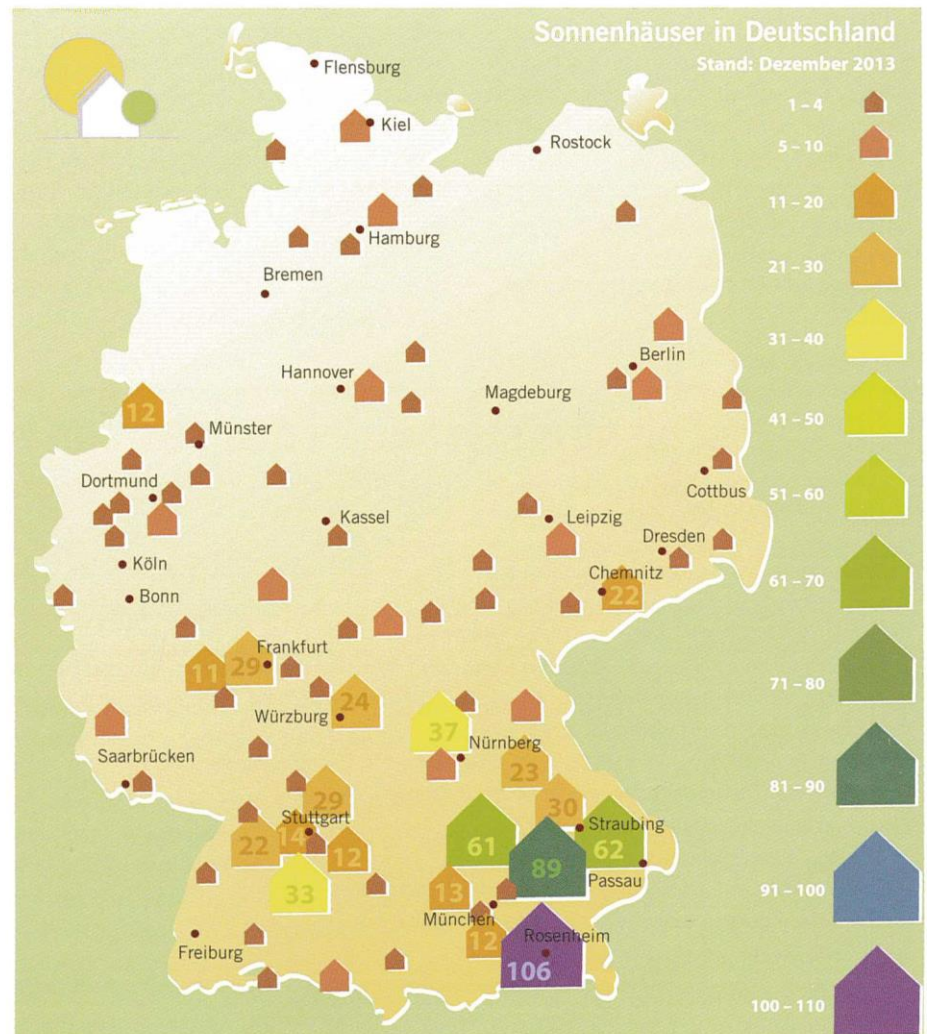 Sonnenhäuser in Deutschland
Stand: Dezember 2013
1 – 4
5 – 10
11 – 20
21 – 30
31 – 40
41 – 50
51 – 60
61 – 70
71 – 80
81 – 90
91 – 100
100 – 110
Flensburg
Kiel
Rostock
Hamburg
Bremen
Berlin
Hannover
Magdeburg
12
Münster
Dortmund
Cottbus
Kassel
Leipzig
Dresden
Köln
Chemnitz
22
Bonn
Frankfurt
11
29
24
Würzburg
37
Nürnberg
Saarbrücken
23
29
30
Stuttgart
14
Straubing
22
12
61
62
89
Passau
33
13
München
12
Freiburg
Rosenheim
106